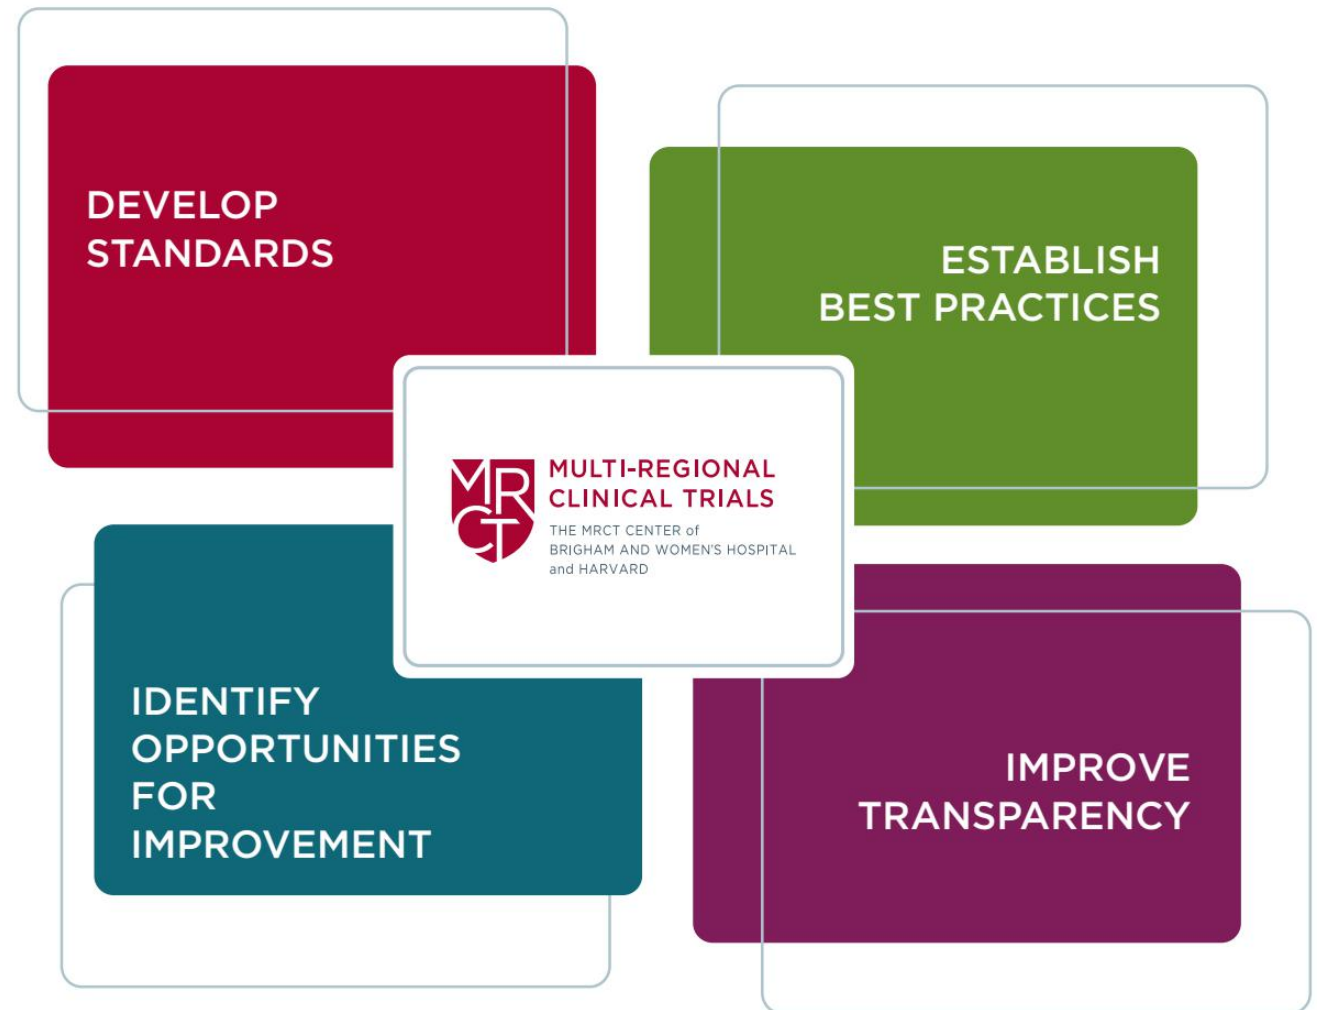 DEVELOP
STANDARDS
ESTABLISH
BEST PRACTICES
MRCT
MULTI-REGIONAL
CLINICAL TRIALS
THE MRCT CENTER of
BRIGHAM AND WOMEN'S HOSPITAL
and HARVARD
IDENTIFY
OPPORTUNITIES
FOR
IMPROVEMENT
IMPROVE
TRANSPARENCY